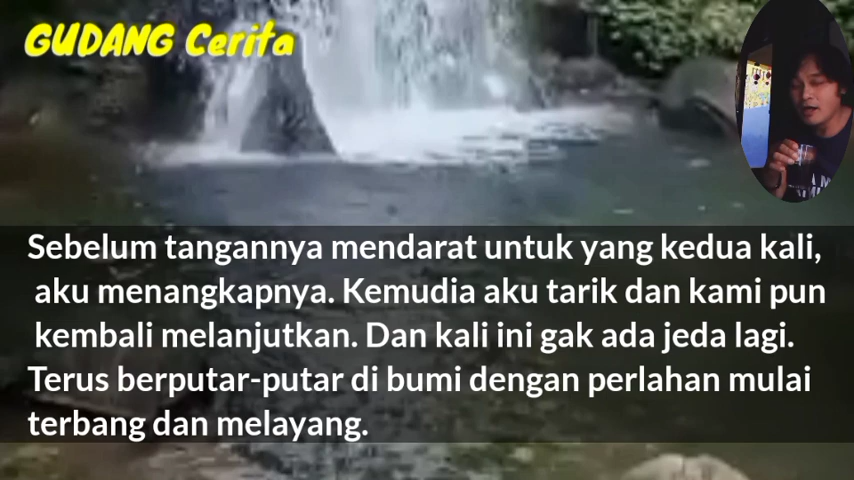 GUDANG Cerita
Sebelum tangannya mendarat untuk yang kedua kali,
aku menangkapnya. Kemudia aku tarik dan kami pun
kembali melanjutkan. Dan kali ini gak ada jeda lagi.
Terus berputar-putar di bumi dengan perlahan mulai
terbang dan melayang.